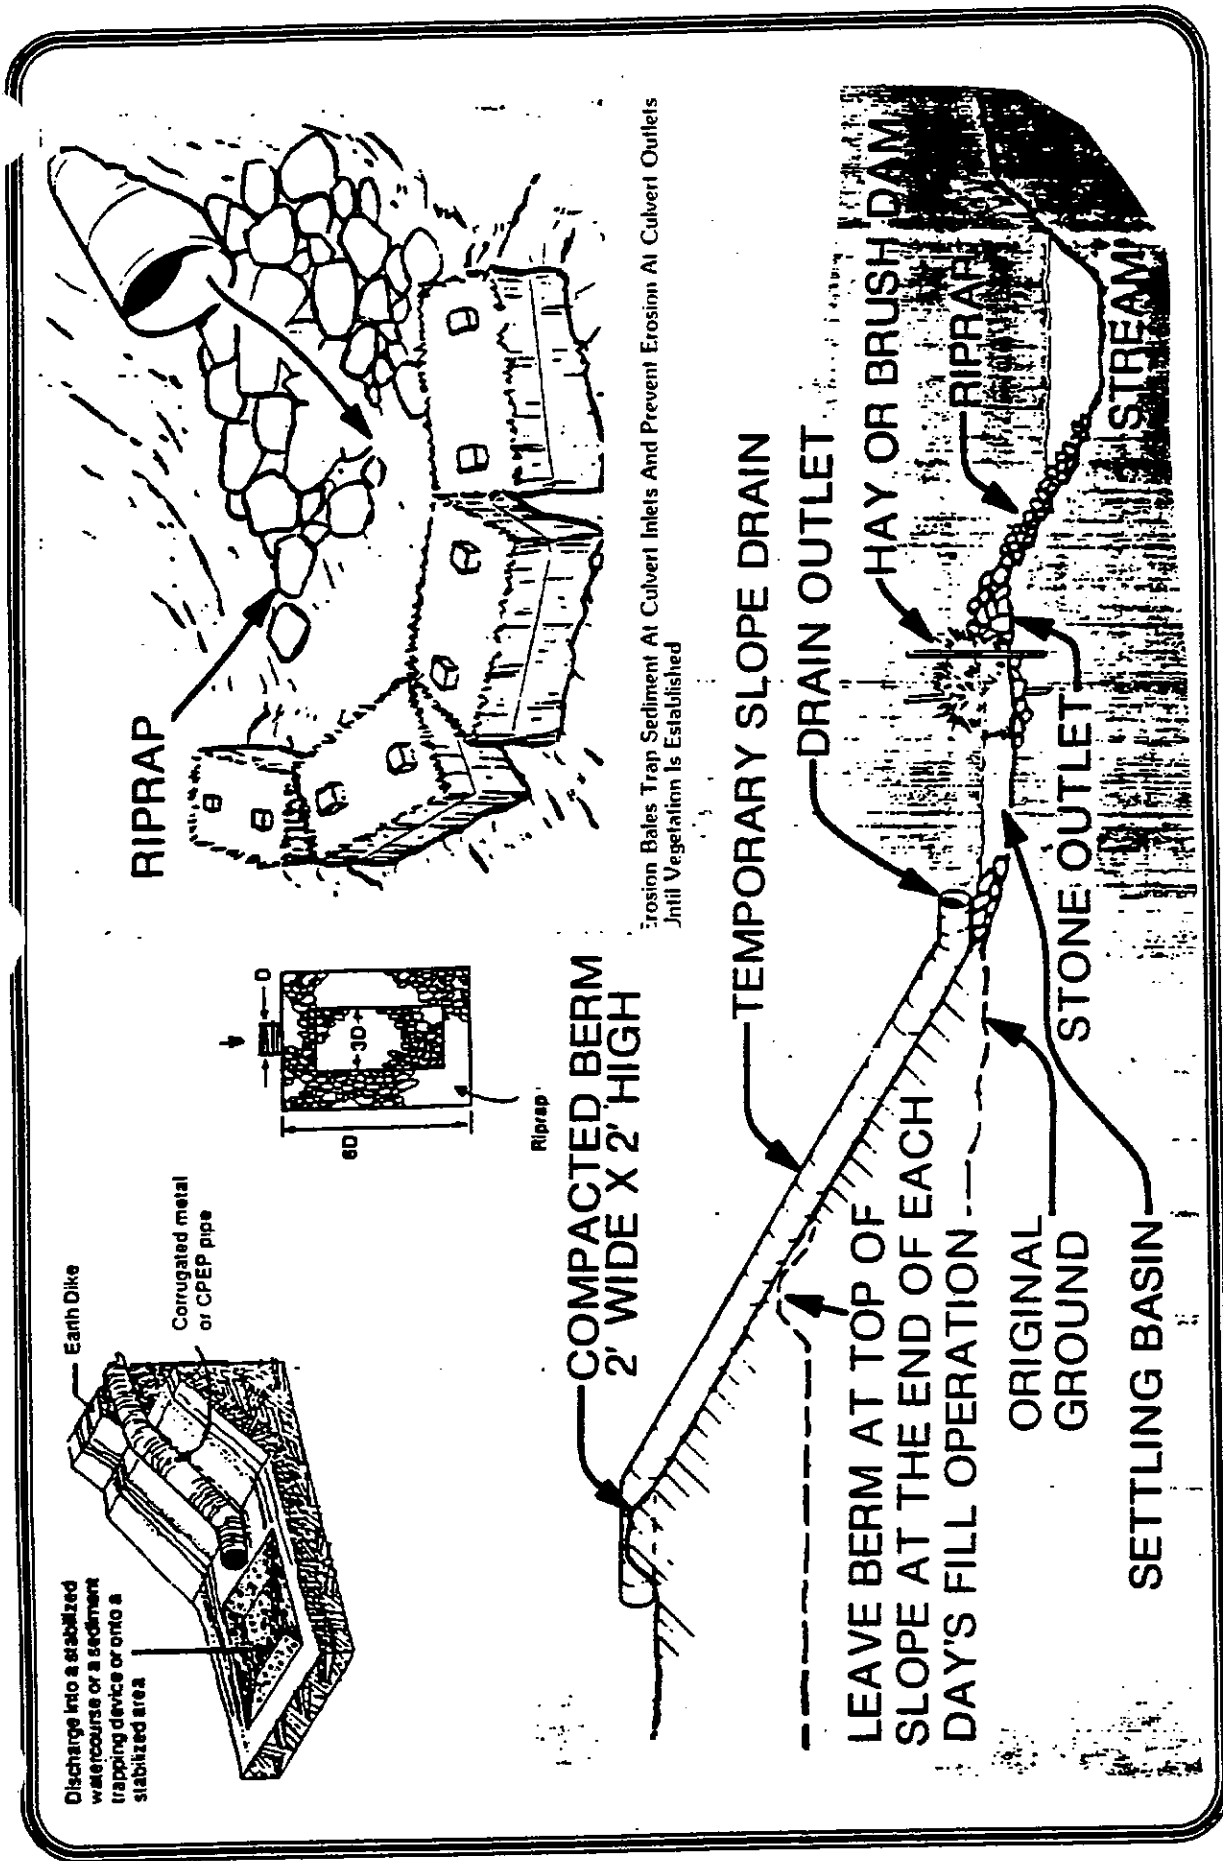 Discharge into a stabilized
watercourse or a sediment
trapping device or onto a
stabilized area
Earth Dike
Corrugated metal
or CPEP pipe
D
3D
6D
Riprap
RIPRAP
Erosion Bales Trap Sediment At Culvert Inlets And Prevent Erosion At Culvert Outlets
Until Vegetation Is Established
COMPACTED BERM
2' WIDE X 2' HIGH
TEMPORARY SLOPE DRAIN
DRAIN OUTLET
HAY OR BRUSH DAM
RIPRAP
STREAM
LEAVE BERM AT TOP OF
SLOPE AT THE END OF EACH
DAY'S FILL OPERATION
ORIGINAL
GROUND
STONE OUTLET
SETTLING BASIN